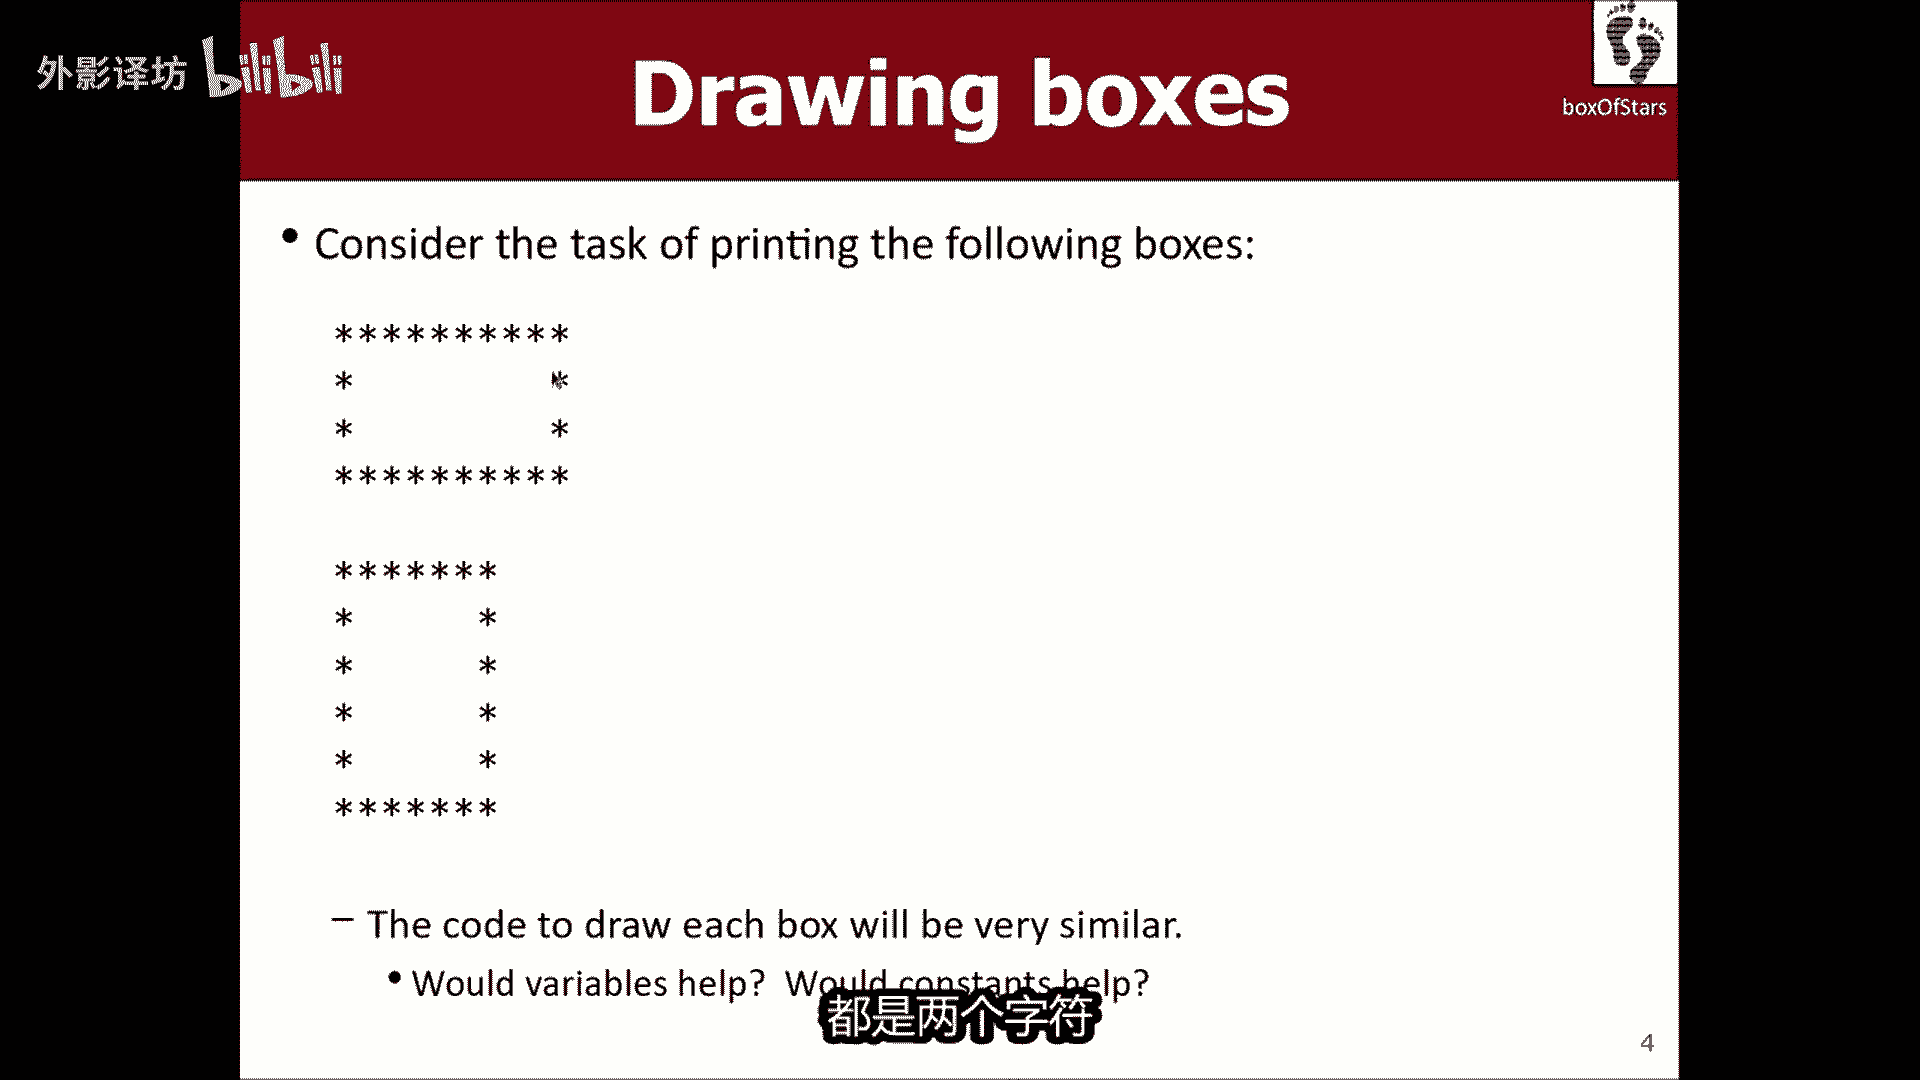 外影译坊 bilibili
Drawing boxes
boxOfStars
• Consider the task of printing the following boxes:
**********
*        *
*        *
**********
*******
*     *
*     *
*     *
*     *
*******
– The code to draw each box will be very similar.
• Would variables help?  Would constants help?
都是两个字符
4